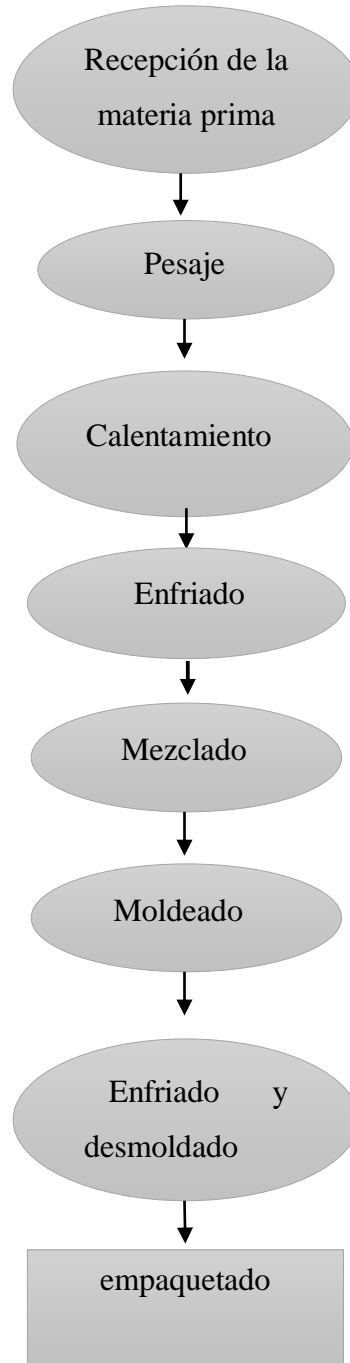 Recepción de la
materia prima
Pesaje
Calentamiento
Enfriado
Mezclado
Moldeado
Enfriado y
desmoldado
empaquetado